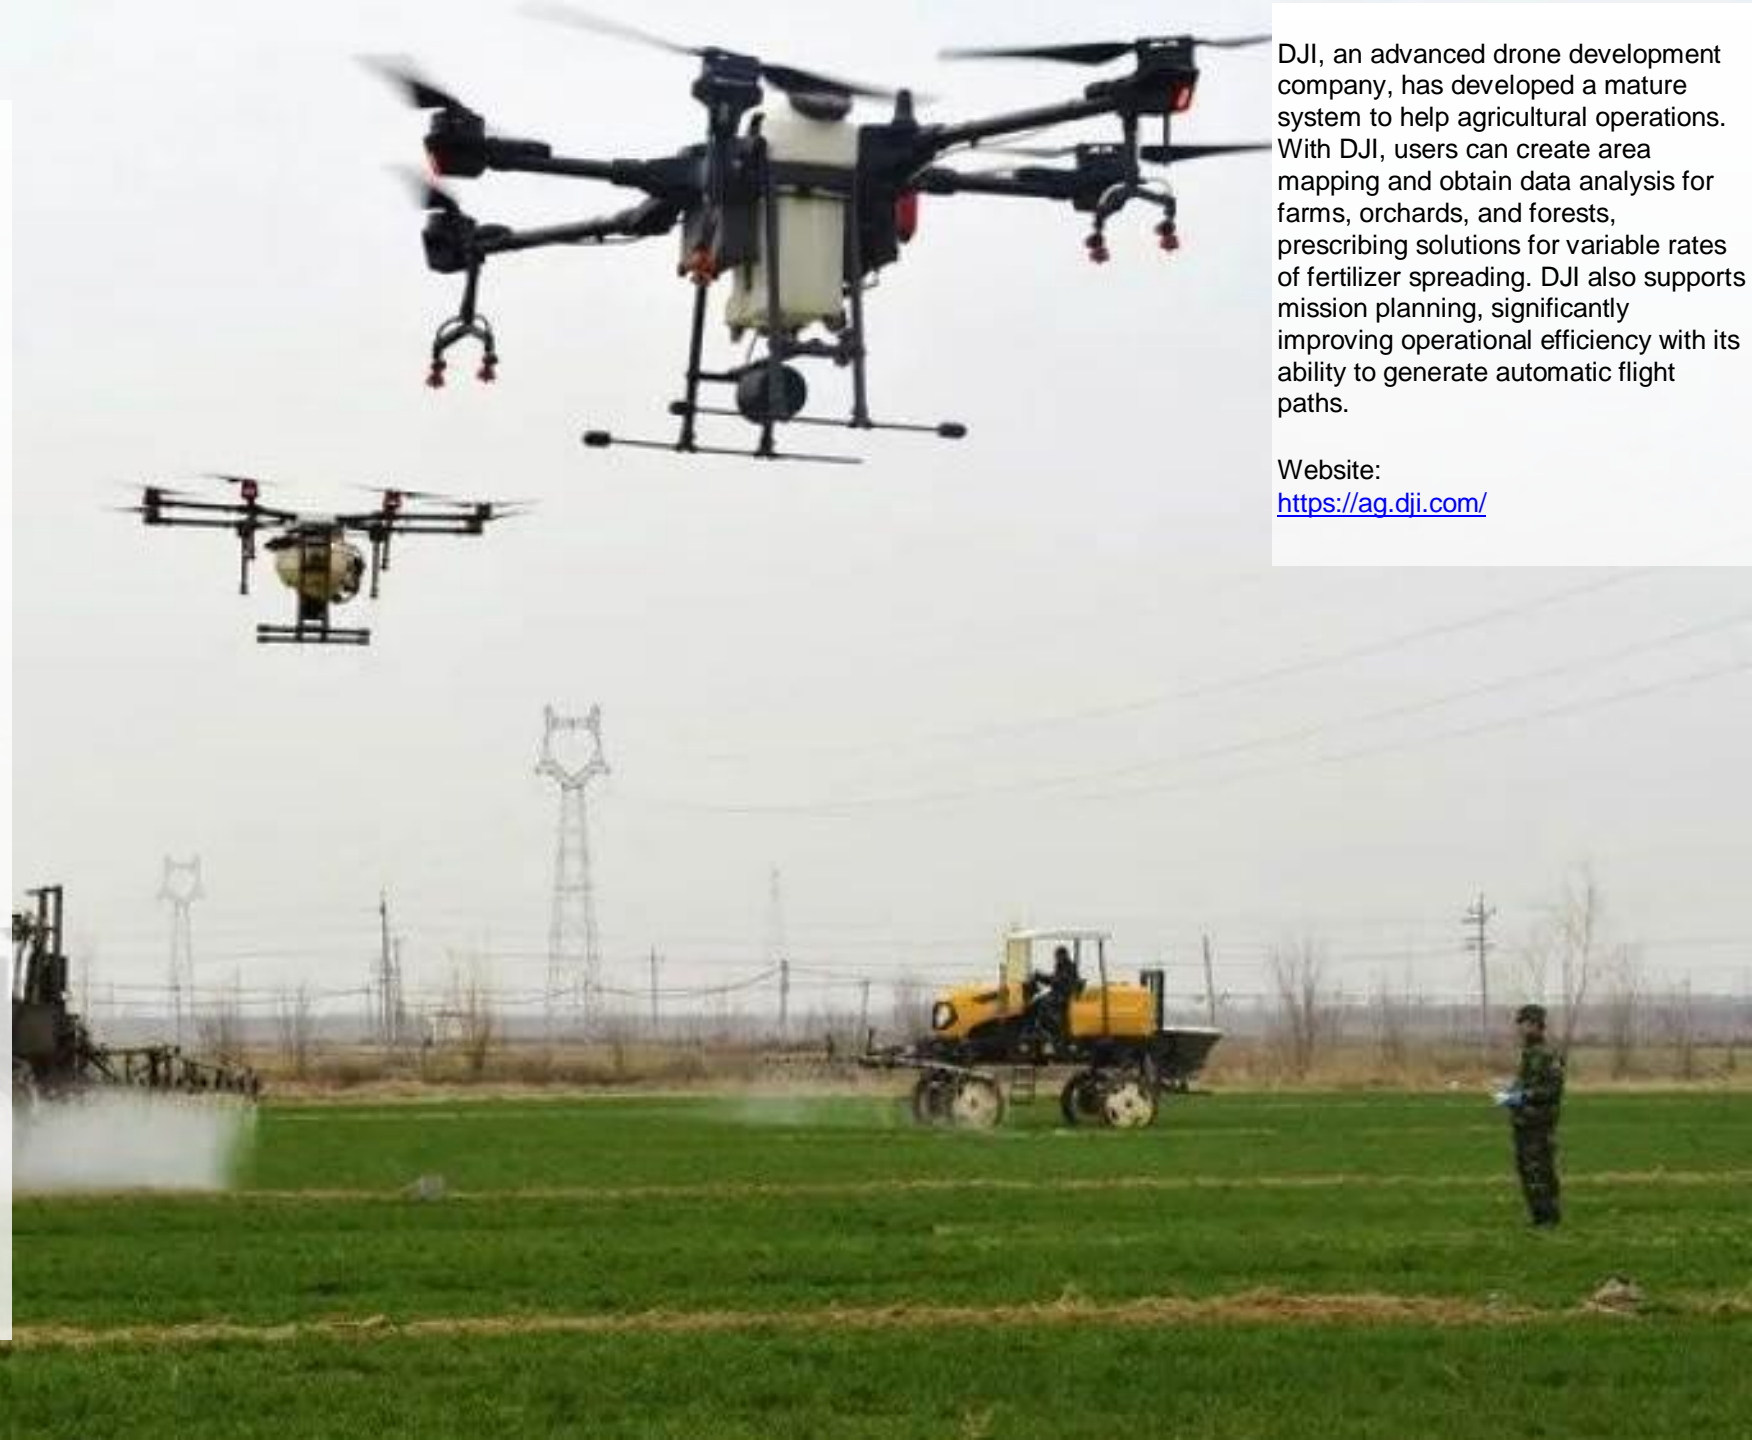 DJI, an advanced drone development
company, has developed a mature
system to help agricultural operations.
With DJI, users can create area
mapping and obtain data analysis for
farms, orchards, and forests,
prescribing solutions for variable rates
of fertilizer spreading. DJI also supports
mission planning, significantly
improving operational efficiency with its
ability to generate automatic flight
paths.
Website:
https://ag.dji.com/